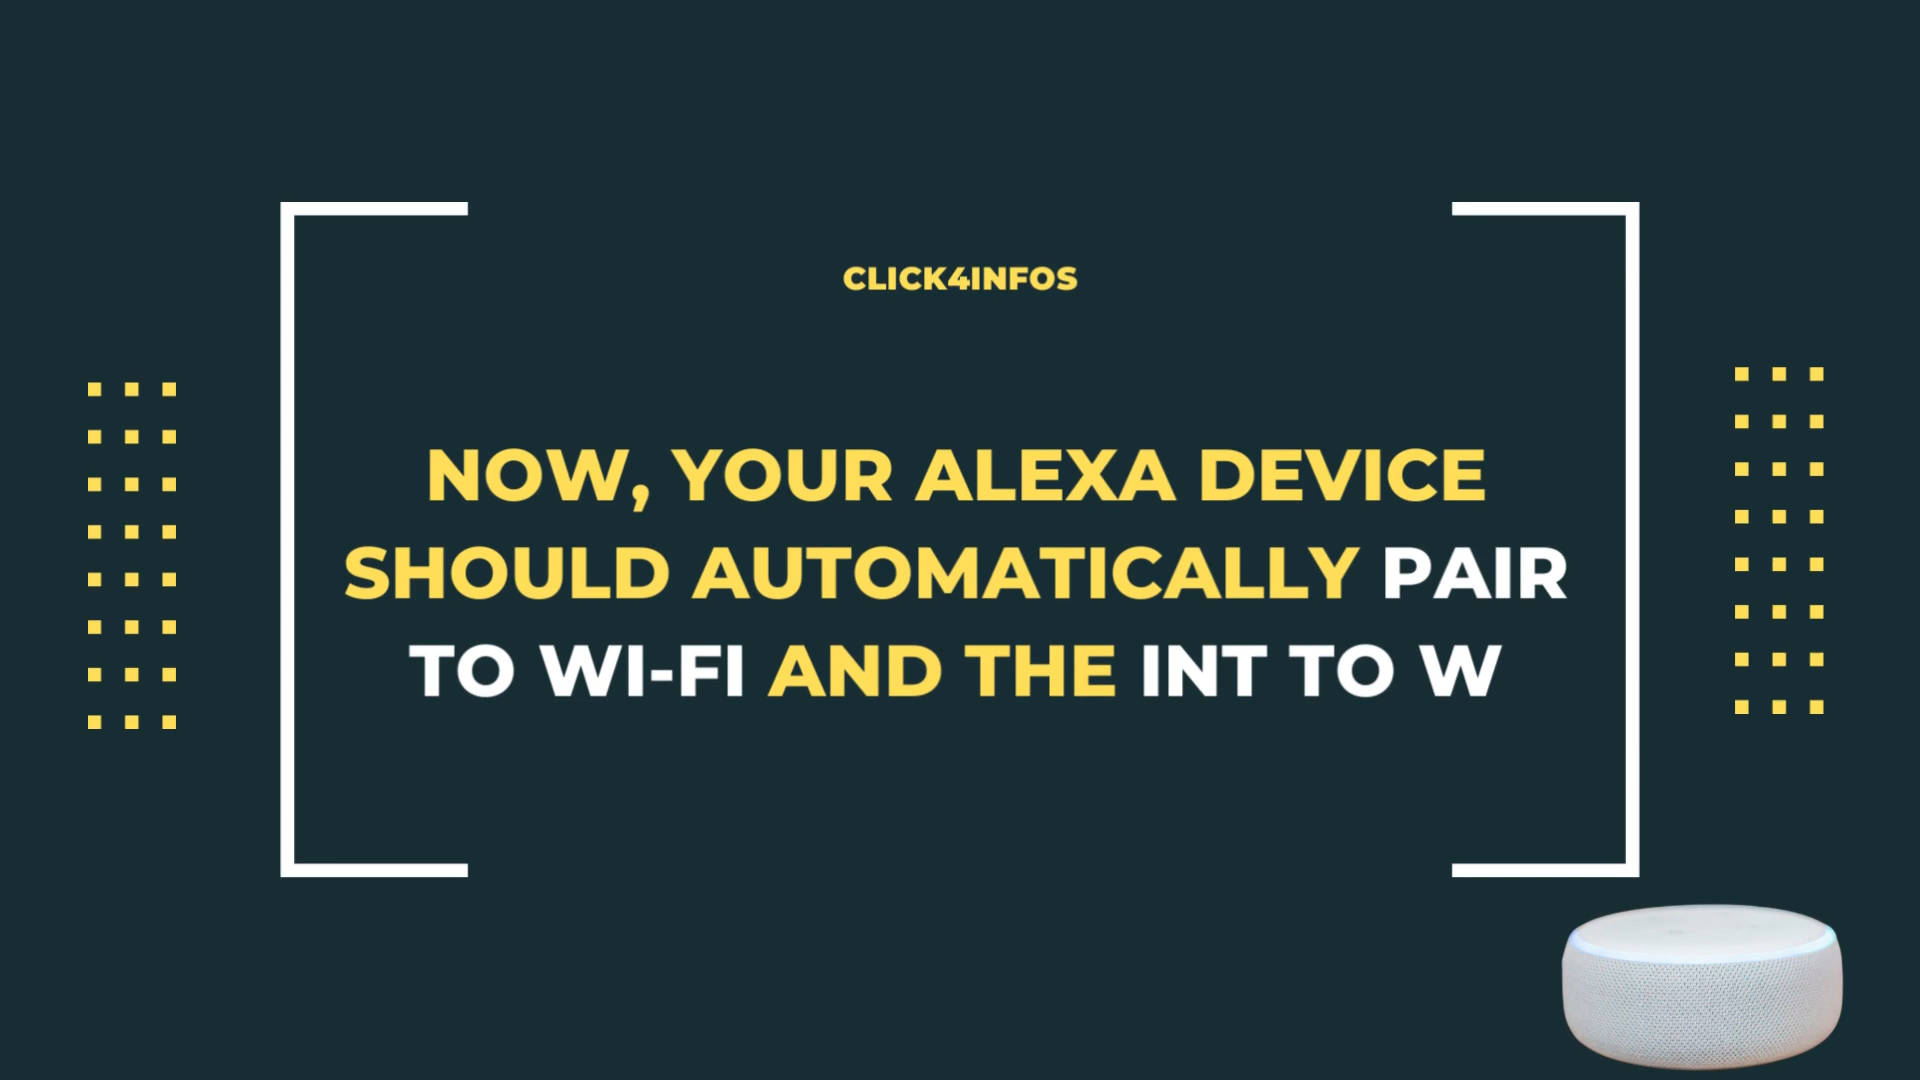 CLICK4INFOS
NOW, YOUR ALEXA DEVICE
SHOULD AUTOMATICALLY PAIR
TO WI-FI AND THE INT TO W